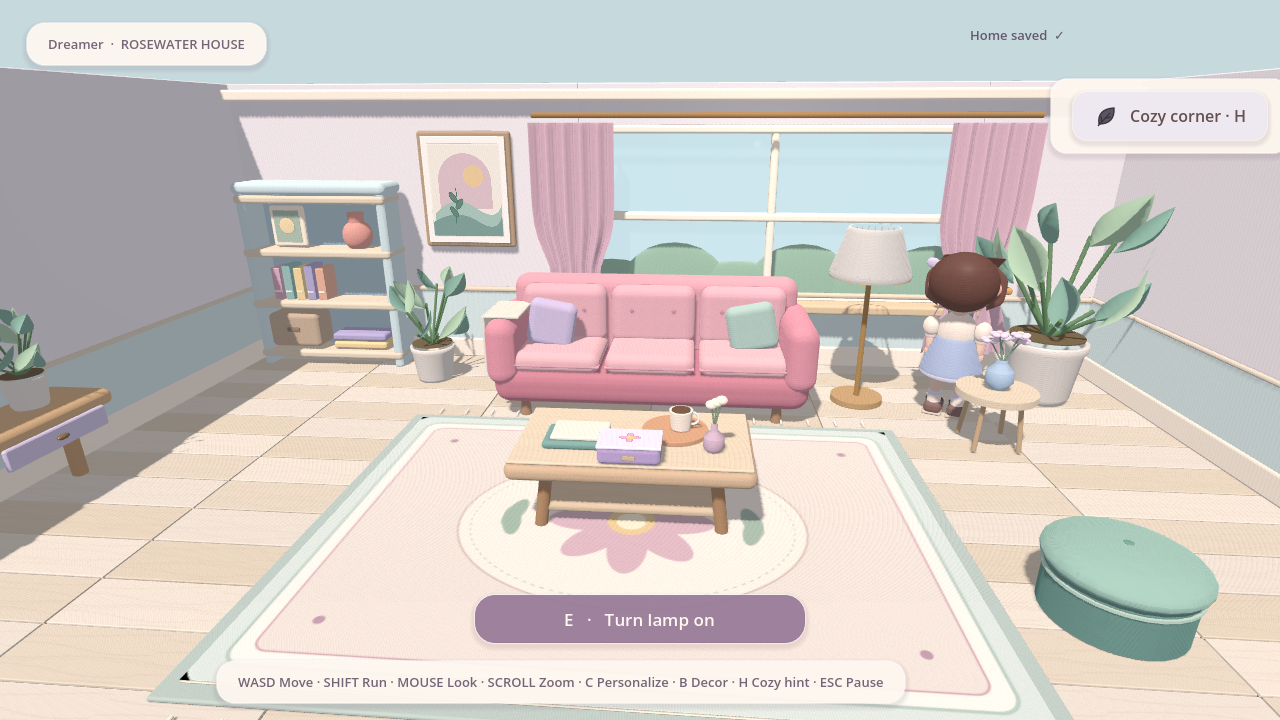 Dreamer · ROSEWATER HOUSE
Home saved ✓
Cozy corner · H
E · Turn lamp on
WASD Move · SHIFT Run · MOUSE Look · SCROLL Zoom · C Personalize · B Decor · H Cozy hint · ESC Pause